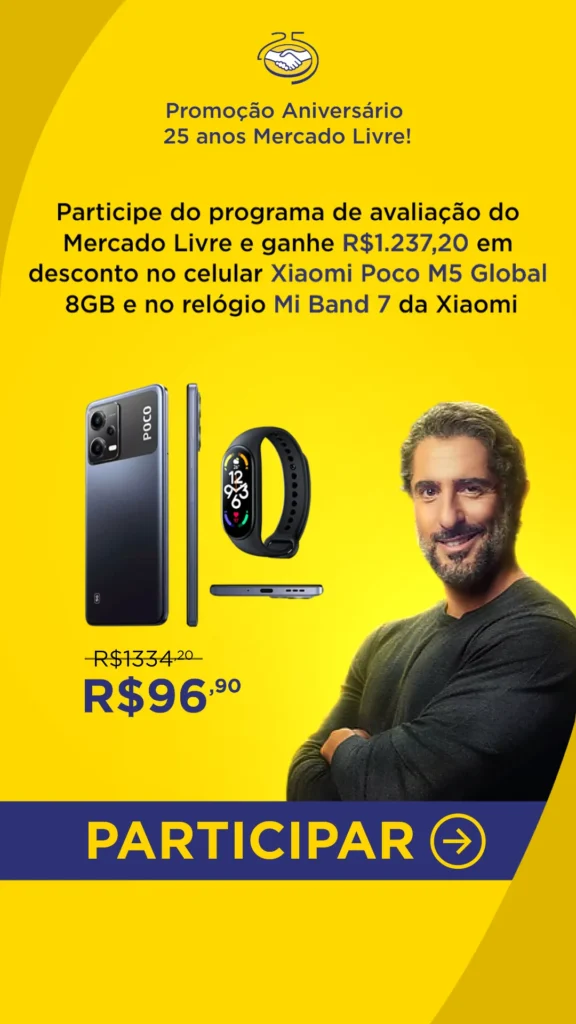 25
Promoção Aniversário
25 anos Mercado Livre!
Participe do programa de avaliação do
Mercado Livre e ganhe R$1.237,20 em
desconto no celular Xiaomi Poco M5 Global
8GB e no relógio Mi Band 7 da Xiaomi
POCO
R$1334,20
R$96,90
PARTICIPAR